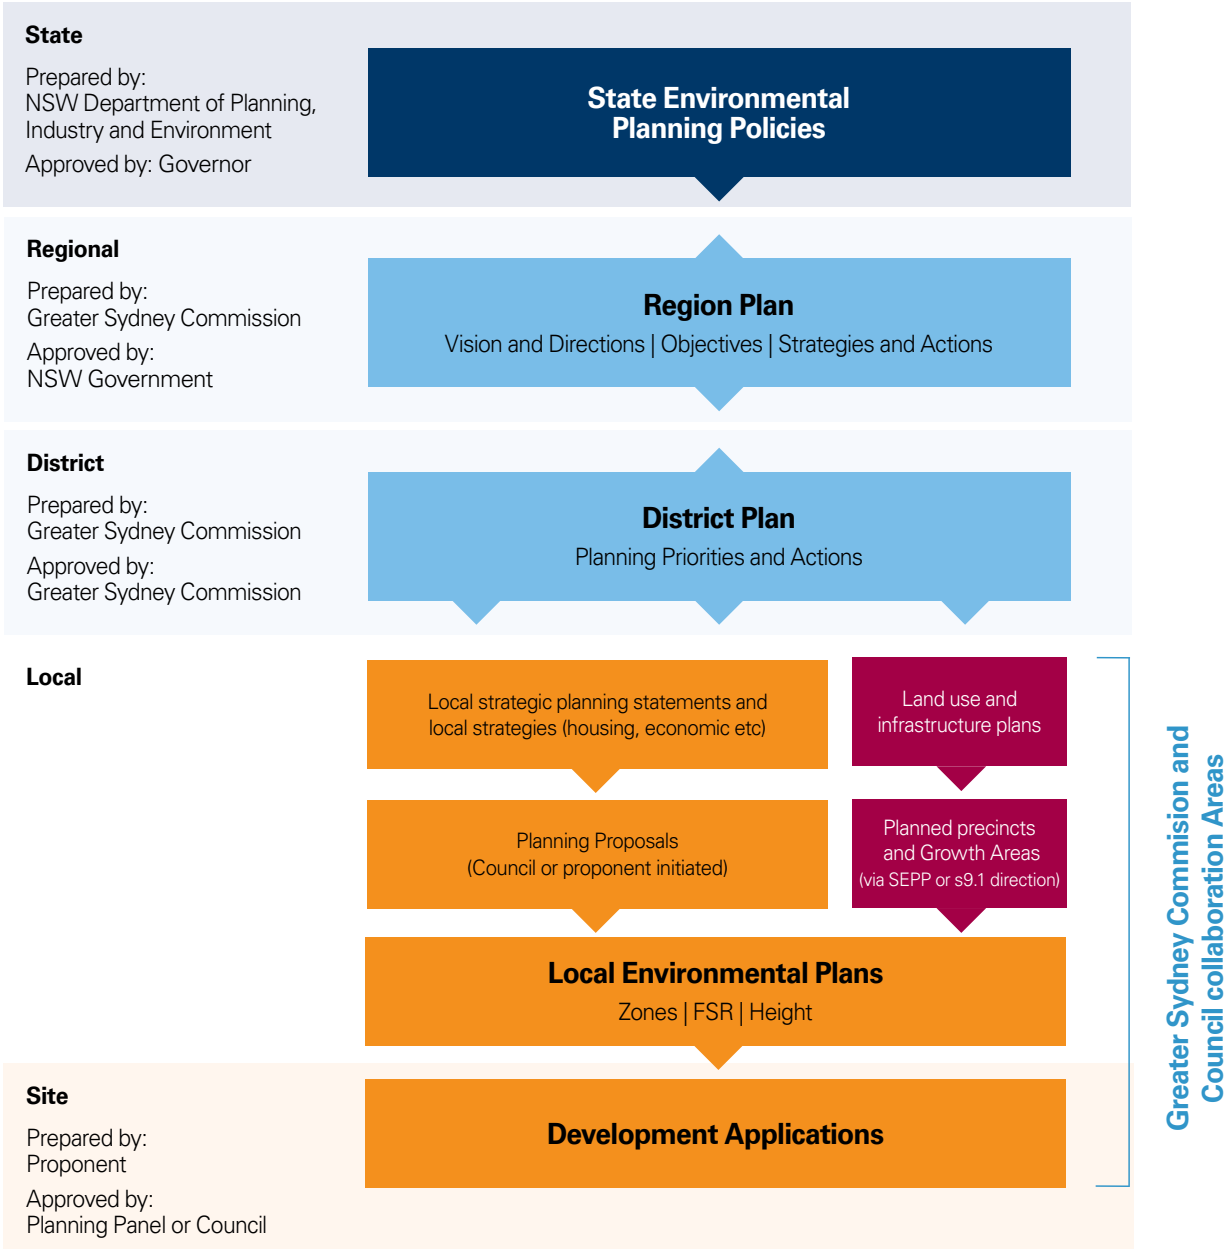 State
Prepared by:
NSW Department of Planning,
Industry and Environment
Approved by: Governor
State Environmental
Planning Policies
Regional
Prepared by:
Greater Sydney Commission
Approved by:
NSW Government
Region Plan
Vision and Directions | Objectives | Strategies and Actions
District
Prepared by:
Greater Sydney Commission
Approved by:
Greater Sydney Commission
District Plan
Planning Priorities and Actions
Local
Local strategic planning statements and
local strategies (housing, economic etc)
Land use and
infrastructure plans
Planning Proposals
(Council or proponent initiated)
Planned precincts
and Growth Areas
(via SEPP or s9.1 direction)
Local Environmental Plans
Zones | FSR | Height
Site
Prepared by:
Proponent
Approved by:
Planning Panel or Council
Development Applications
Greater Sydney Commision and
Council collaboration Areas